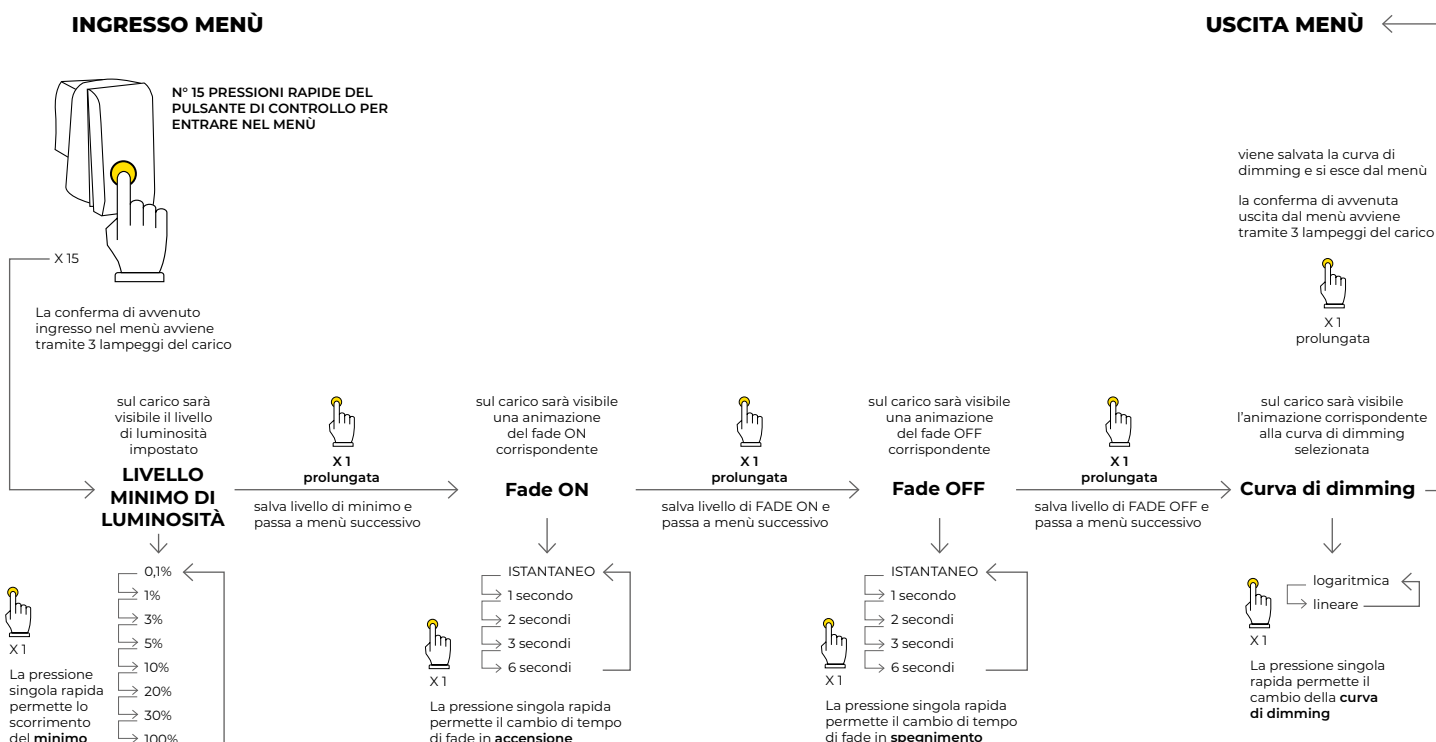 INGRESSO MENÙ
USCITA MENÙ
N° 15 PRESSIONI RAPIDE DEL
PULSANTE DI CONTROLLO PER
ENTRARE NEL MENÙ
X 15
La conferma di avvenuto
ingresso nel menù avviene
tramite 3 lampeggi del carico
viene salvata la curva di
dimming e si esce dal menù
la conferma di avvenuta
uscita dal menù avviene
tramite 3 lampeggi del carico
X 1
prolungata
sul carico sarà
visibile il livello
di luminosità
impostato
LIVELLO
MINIMO DI
LUMINOSITÀ
X 1
prolungata
salva livello di minimo e
passa a menù successivo
sul carico sarà visibile
una animazione
del fade ON
corrispondente
Fade ON
X 1
prolungata
salva livello di FADE ON e
passa a menù successivo
sul carico sarà visibile
una animazione
del fade OFF
corrispondente
Fade OFF
X 1
prolungata
salva livello di FADE OFF e
passa a menù successivo
sul carico sarà visibile
l'animazione corrispondente
alla curva di dimming
selezionata
Curva di dimming
X 1
La pressione
singola rapida
permette lo
scorrimento
del minimo
0,1%
1%
3%
5%
10%
20%
30%
100%
ISTANTANEO
1 secondo
2 secondi
3 secondi
6 secondi
X 1
La pressione singola rapida
permette il cambio di tempo
di fade in accensione
ISTANTANEO
1 secondo
2 secondi
3 secondi
6 secondi
X 1
La pressione singola rapida
permette il cambio di tempo
di fade in spegnimento
logaritmica
lineare
X 1
La pressione singola
rapida permette il
cambio della curva
di dimming